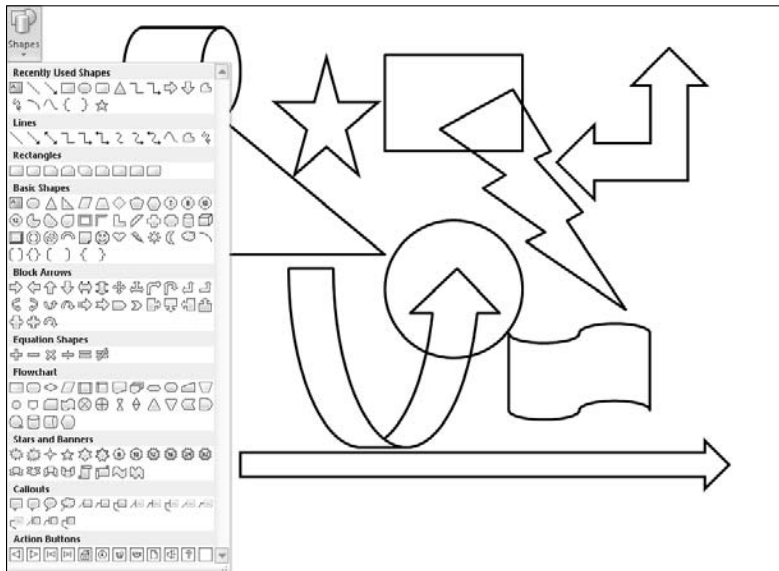 Shapes
Recently Used Shapes
Lines
Rectangles
Basic Shapes
Block Arrows
Equation Shapes
Flowchart
Stars and Banners
Callouts
Action Buttons